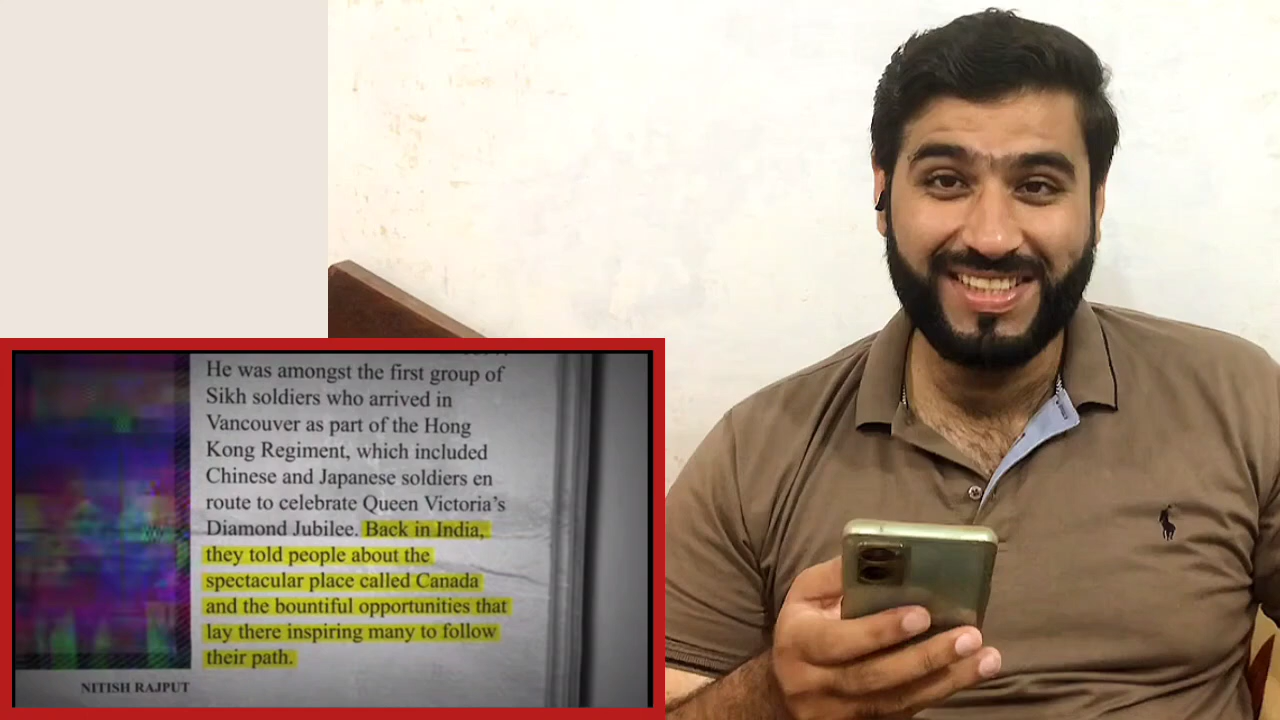 He was amongst the first group of
Sikh soldiers who arrived in
Vancouver as part of the Hong
Kong Regiment, which included
Chinese and Japanese soldiers en
route to celebrate Queen Victoria's
Diamond Jubilee. Back in India,
they told people about the
spectacular place called Canada
and the bountiful opportunities that
lay there inspiring many to follow
their path.
NITISH RAJPUT